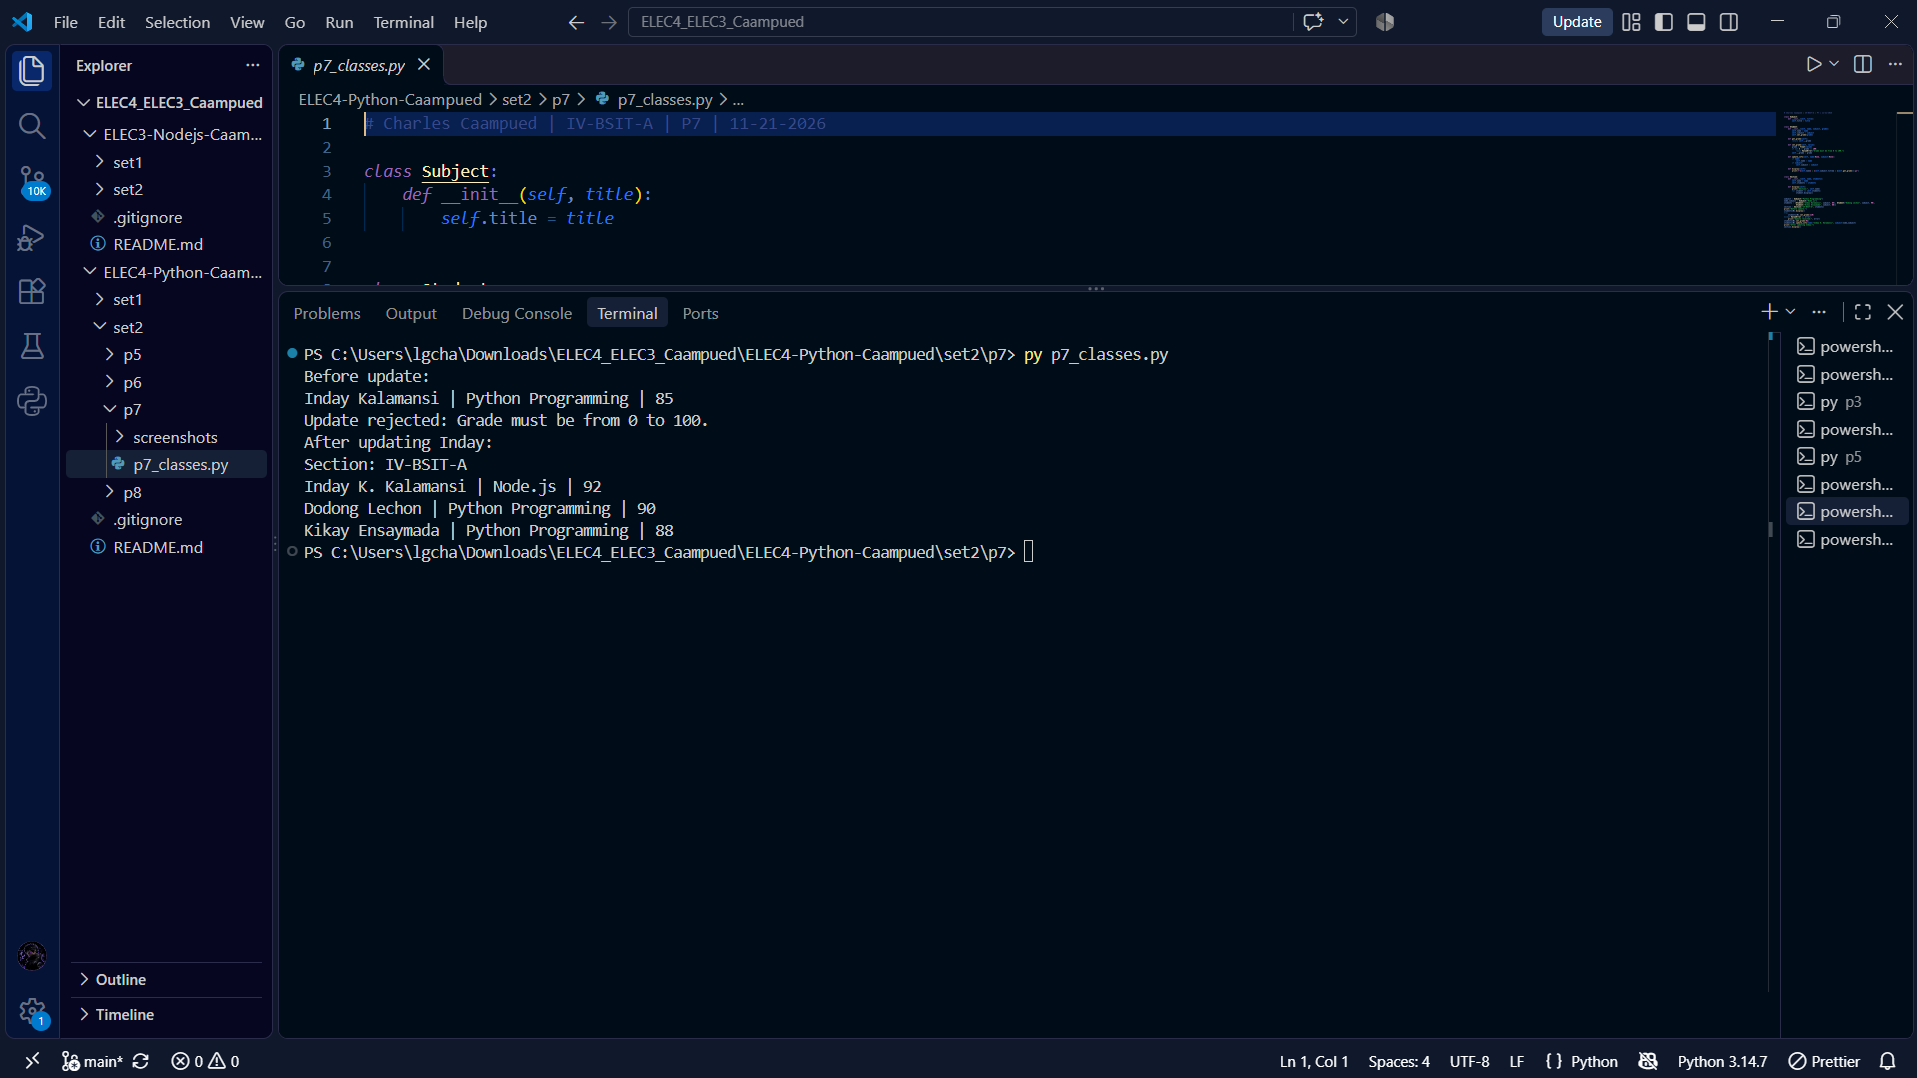 File Edit Selection View Go Run Terminal Help
ELEC4_ELEC3_Caampued
Update
Explorer
ELEC4_ELEC3_Caampued
ELEC3-Nodejs-Caam...
set1
set2
.gitignore
README.md
ELEC4-Python-Caam...
set1
set2
p5
p6
p7
screenshots
p7_classes.py
p8
.gitignore
README.md
Outline
Timeline
10K
1
p7_classes.py
ELEC4-Python-Caampued > set2 > p7 > p7_classes.py > ...
1 # Charles Caampued | IV-BSIT-A | P7 | 11-21-2026
2
3 class Subject:
4 def __init__(self, title):
5 self.title = title
6
7
Problems Output Debug Console Terminal Ports
PS C:\Users\lgcha\Downloads\ELEC4_ELEC3_Caampued\ELEC4-Python-Caampued\set2\p7> py p7_classes.py
Before update:
Inday Kalamansi | Python Programming | 85
Update rejected: Grade must be from 0 to 100.
After updating Inday:
Section: IV-BSIT-A
Inday K. Kalamansi | Node.js | 92
Dodong Lechon | Python Programming | 90
Kikay Ensaymada | Python Programming | 88
PS C:\Users\lgcha\Downloads\ELEC4_ELEC3_Caampued\ELEC4-Python-Caampued\set2\p7>
powersh...
powersh...
py p3
powersh...
py p5
powersh...
powersh...
powersh...
main* 0 0
Ln 1, Col 1 Spaces: 4 UTF-8 LF {} Python Python 3.14.7 Prettier